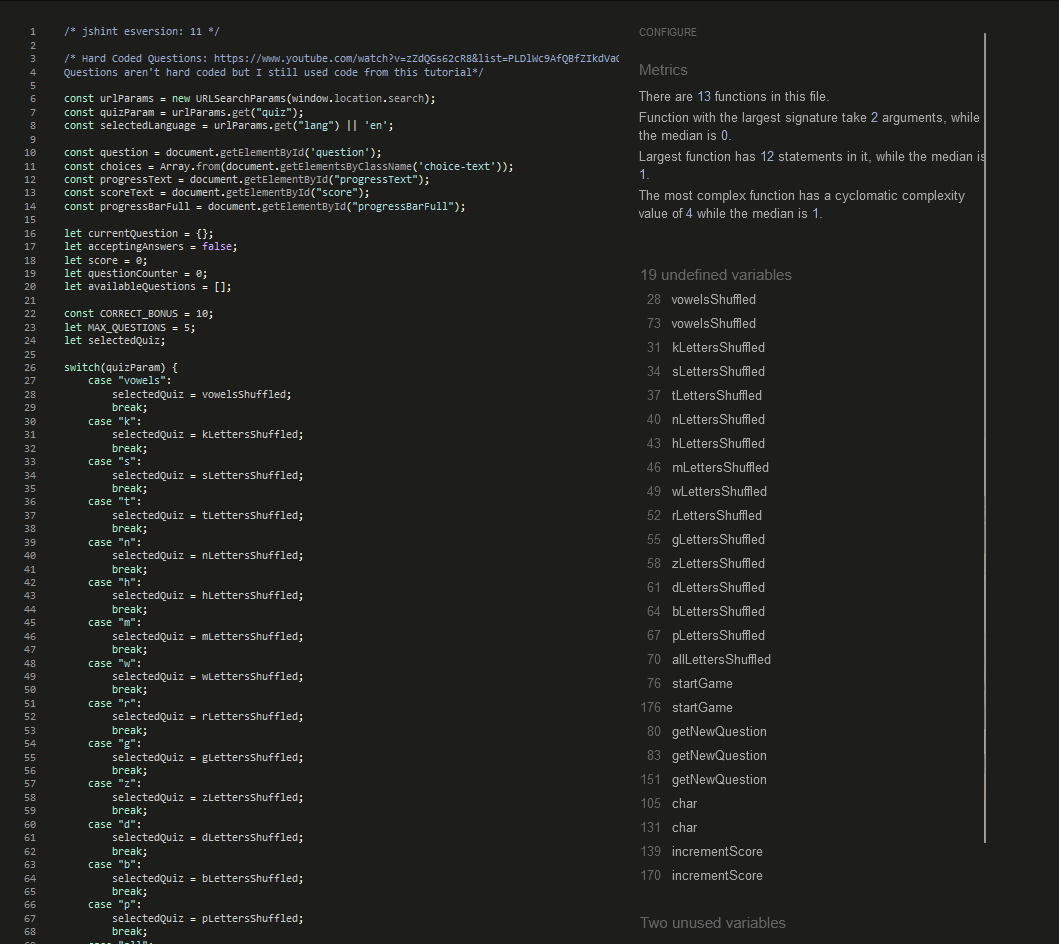 1 /* jshint esversion: 11 */
2
3 /* Hard Coded Questions: https://www.youtube.com/watch?v=zZdQGs62cR8&list=PLDlWc9AfQBfZIkdVaO
4 Questions aren't hard coded but I still used code from this tutorial*/
5
6 const urlParams = new URLSearchParams(window.location.search);
7 const quizParam = urlParams.get("quiz");
8 const selectedLanguage = urlParams.get("lang") || 'en';
9
10 const question = document.getElementById('question');
11 const choices = Array.from(document.getElementsByClassName('choice-text'));
12 const progressText = document.getElementById("progressText");
13 const scoreText = document.getElementById("score");
14 const progressBarFull = document.getElementById("progressBarFull");
15
16 let currentQuestion = {};
17 let acceptingAnswers = false;
18 let score = 0;
19 let questionCounter = 0;
20 let availableQuestions = [];
21
22 const CORRECT_BONUS = 10;
23 let MAX_QUESTIONS = 5;
24 let selectedQuiz;
25
26 switch(quizParam) {
27 case "vowels":
28 selectedQuiz = vowelsShuffled;
29 break;
30 case "k":
31 selectedQuiz = kLettersShuffled;
32 break;
33 case "s":
34 selectedQuiz = sLettersShuffled;
35 break;
36 case "t":
37 selectedQuiz = tLettersShuffled;
38 break;
39 case "n":
40 selectedQuiz = nLettersShuffled;
41 break;
42 case "h":
43 selectedQuiz = hLettersShuffled;
44 break;
45 case "m":
46 selectedQuiz = mLettersShuffled;
47 break;
48 case "w":
49 selectedQuiz = wLettersShuffled;
50 break;
51 case "r":
52 selectedQuiz = rLettersShuffled;
53 break;
54 case "g":
55 selectedQuiz = gLettersShuffled;
56 break;
57 case "z":
58 selectedQuiz = zLettersShuffled;
59 break;
60 case "d":
61 selectedQuiz = dLettersShuffled;
62 break;
63 case "b":
64 selectedQuiz = bLettersShuffled;
65 break;
66 case "p":
67 selectedQuiz = pLettersShuffled;
68 break;
CONFIGURE
Metrics
There are 13 functions in this file.
Function with the largest signature take 2 arguments, while
the median is 0.
Largest function has 12 statements in it, while the median is
1.
The most complex function has a cyclomatic complexity
value of 4 while the median is 1.
19 undefined variables
28 vowelsShuffled
73 vowelsShuffled
31 kLettersShuffled
34 sLettersShuffled
37 tLettersShuffled
40 nLettersShuffled
43 hLettersShuffled
46 mLettersShuffled
49 wLettersShuffled
52 rLettersShuffled
55 gLettersShuffled
58 zLettersShuffled
61 dLettersShuffled
64 bLettersShuffled
67 pLettersShuffled
70 allLettersShuffled
76 startGame
176 startGame
80 getNewQuestion
83 getNewQuestion
151 getNewQuestion
105 char
131 char
139 incrementScore
170 incrementScore
Two unused variables